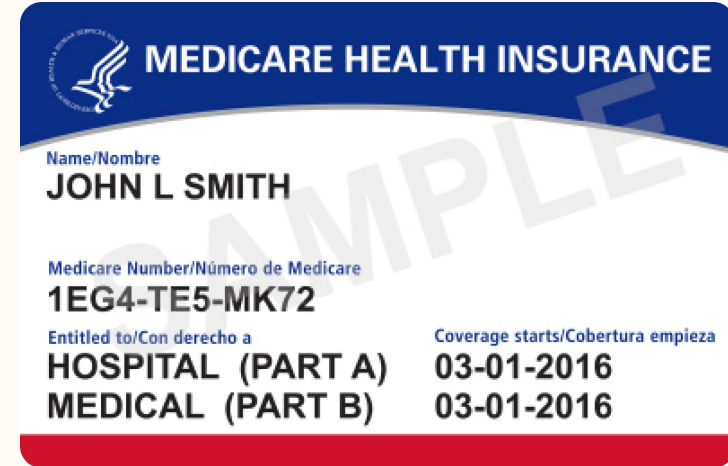 MEDICARE HEALTH INSURANCE
SAMPLE
Name/Nombre
JOHN L SMITH
Medicare Number/Número de Medicare
1EG4-TE5-MK72
Entitled to/Con derecho a Coverage starts/Cobertura empieza
HOSPITAL (PART A) 03-01-2016
MEDICAL (PART B) 03-01-2016